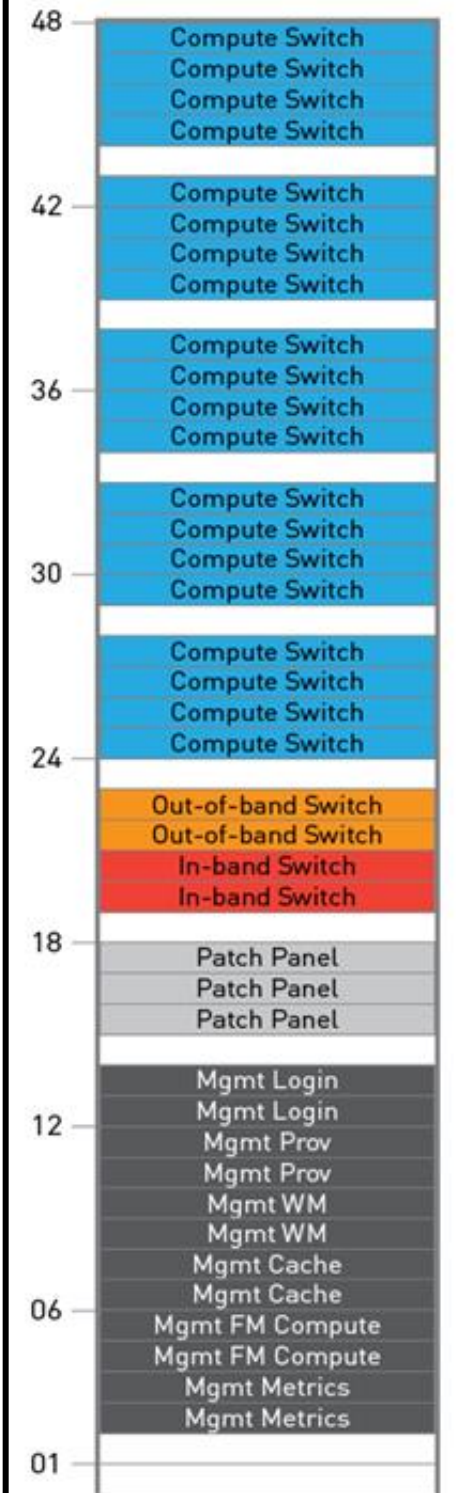 48
Compute Switch
Compute Switch
Compute Switch
Compute Switch
42
Compute Switch
Compute Switch
Compute Switch
Compute Switch
36
Compute Switch
Compute Switch
Compute Switch
Compute Switch
30
Compute Switch
Compute Switch
Compute Switch
Compute Switch
Compute Switch
Compute Switch
Compute Switch
Compute Switch
24
Out-of-band Switch
Out-of-band Switch
In-band Switch
In-band Switch
18
Patch Panel
Patch Panel
Patch Panel
Mgmt Login
Mgmt Login
12
Mgmt Prov
Mgmt Prov
Mgmt WM
Mgmt WM
Mgmt Cache
Mgmt Cache
06
Mgmt FM Compute
Mgmt FM Compute
Mgmt Metrics
Mgmt Metrics
01